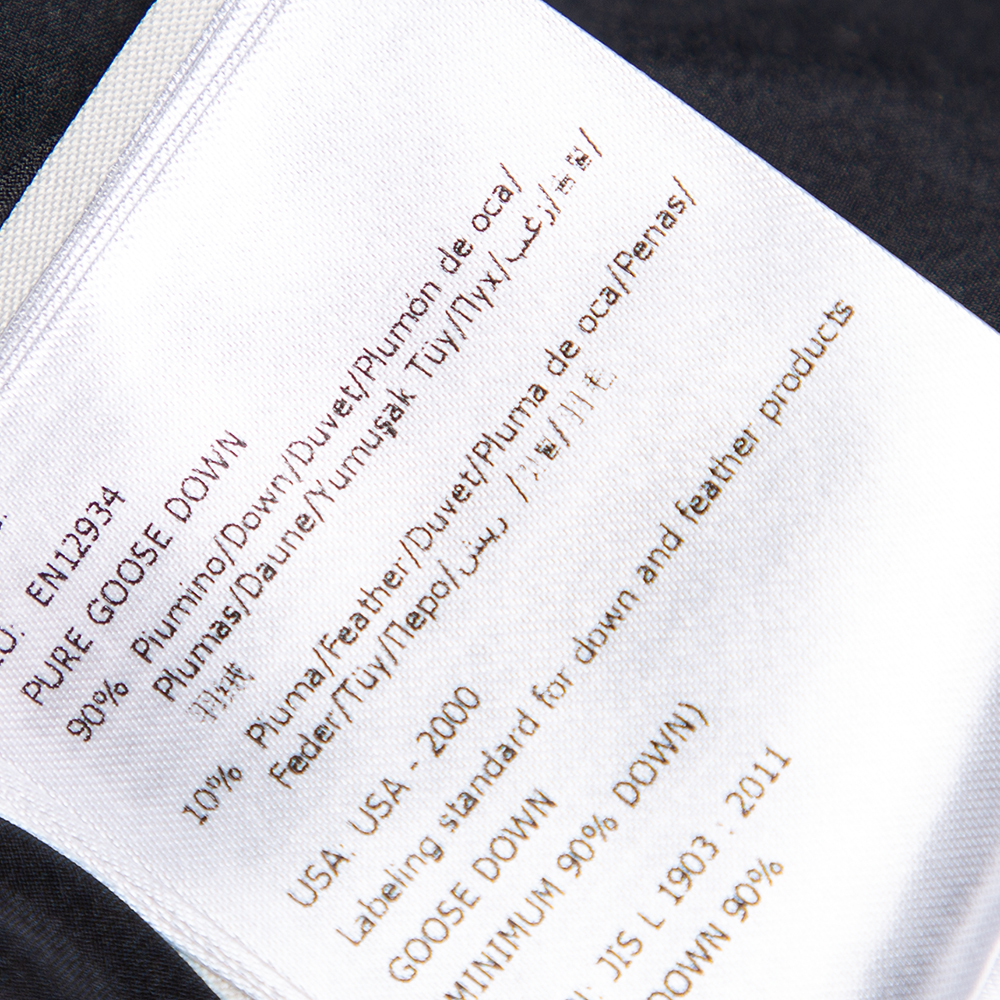 EN12934
PURE GOOSE DOWN
90% Piumino/Down/Duvet/Plumón de oca/
Plumas/Daune/Yumuşak Tüy/Пух/زغب/
10% Piuma/Feather/Duvet/Pluma de oca/Penas/
Feder/Tüy/Перо/ريش/
USA: USA - 2000
Labeling standard for down and feather products
GOOSE DOWN
MINIMUM 90% DOWN)
JIS L 1903 : 2011
DOWN 90%